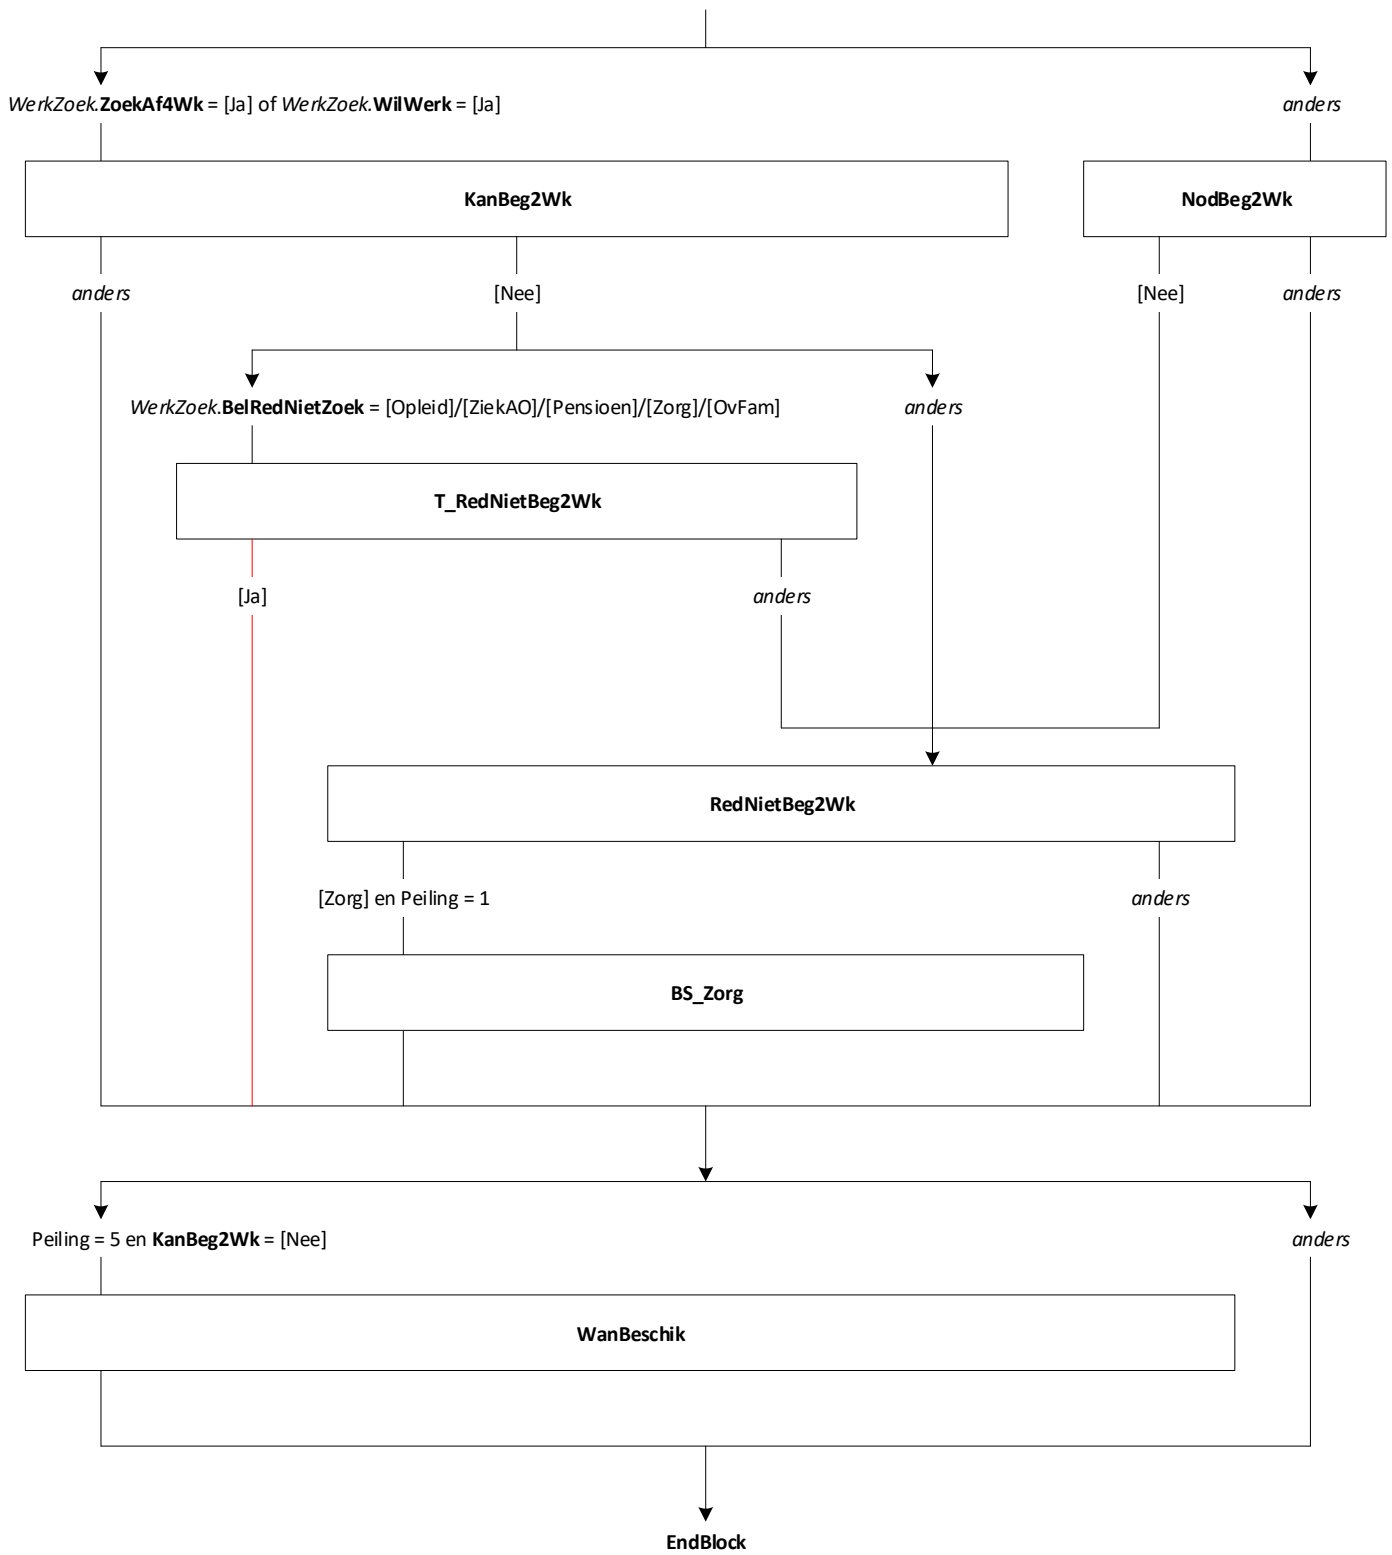 WerkZoek.ZoekAf4Wk = [Ja] of WerkZoek.WilWerk = [Ja]
anders
KanBeg2Wk
NodBeg2Wk
anders
[Nee]
[Nee]
anders
WerkZoek.BelRedNietZoek = [Opleid]/[ZiekAO]/[Pensioen]/[Zorg]/[OvFam]
anders
T_RedNietBeg2Wk
[Ja]
anders
RedNietBeg2Wk
[Zorg] en Peiling = 1
anders
BS_Zorg
Peiling = 5 en KanBeg2Wk = [Nee]
anders
WanBeschik
EndBlock